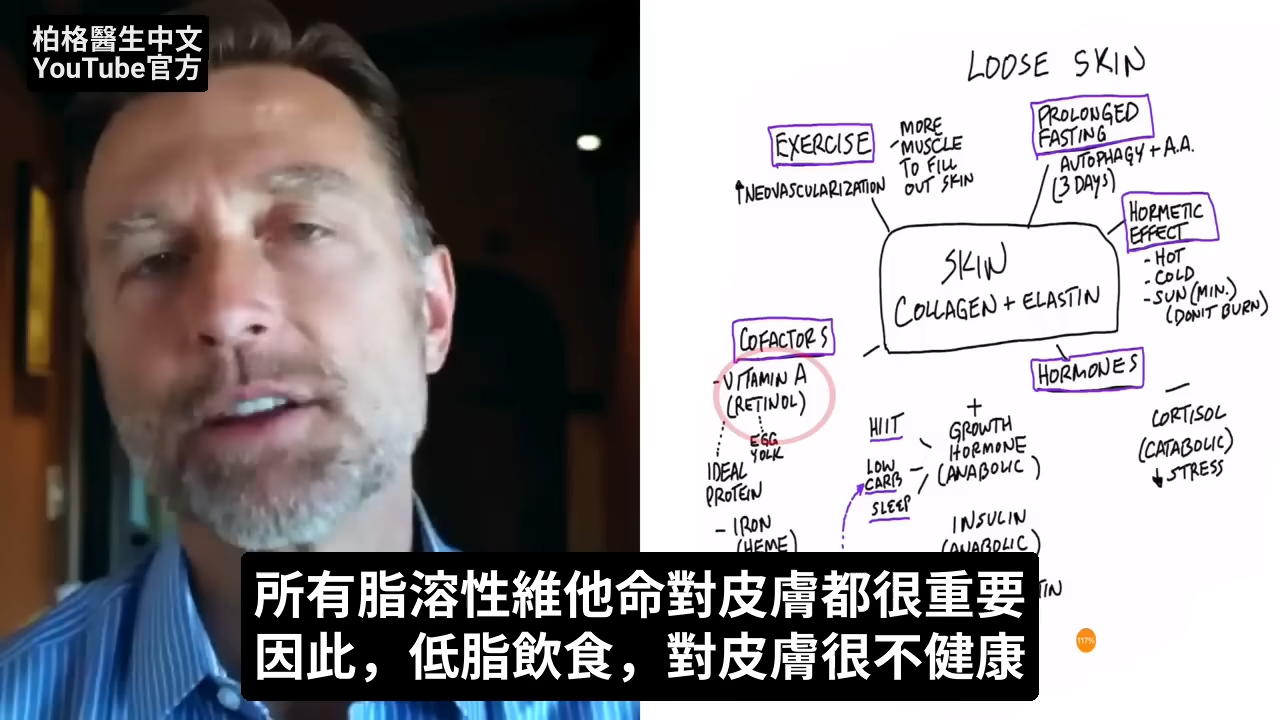 柏格醫生中文
YouTube官方
LOOSE SKIN
EXERCISE
- MORE
MUSCLE
TO FILL
OUT SKIN
↑NEOVASCULARIZATION
PROLONGED
FASTING
AUTOPHAGY + A.A.
(3 DAYS)
HORMETIC
EFFECT
- HOT
- COLD
- SUN (MIN.)
(DON'T BURN)
SKIN
COLLAGEN + ELASTIN
COFACTORS
- VITAMIN A
(RETINOL)
EGG
YOLK
IDEAL
PROTEIN
- IRON
(HEME)
HORMONES
+
GROWTH
HORMONE
(ANABOLIC)
HIIT
LOW
CARB
SLEEP
INSULIN
(ANABOLIC)
−
CORTISOL
(CATABOLIC)
↓STRESS
TIN
117%
所有脂溶性維他命對皮膚都很重要
因此，低脂飲食，對皮膚很不健康